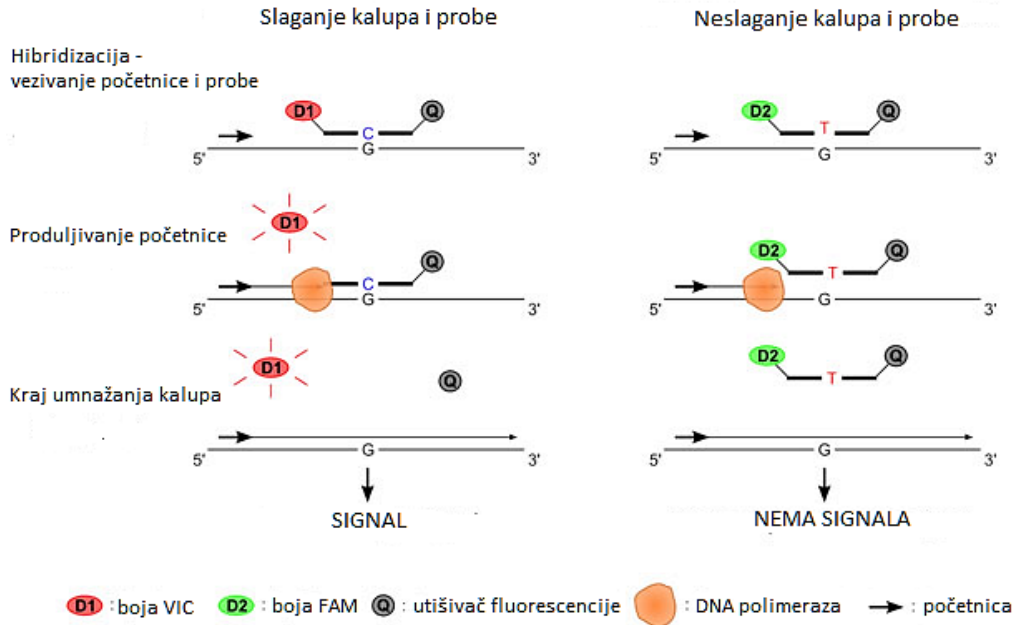 Slaganje kalupa i probe
Neslaganje kalupa i probe
Hibridizacija -
vezivanje početnice i probe
D1
Q
D2
Q
C
T
5'
G
3'
5'
G
3'
D1
Produljivanje početnice
Q
D2
Q
C
T
5'
G
3'
5'
G
3'
D1
Q
D2
Q
T
Kraj umnažanja kalupa
5'
G
3'
5'
G
3'
SIGNAL
NEMA SIGNALA
D1 : boja VIC D2 : boja FAM Q : utišivač fluorescencije : DNA polimeraza : početnica